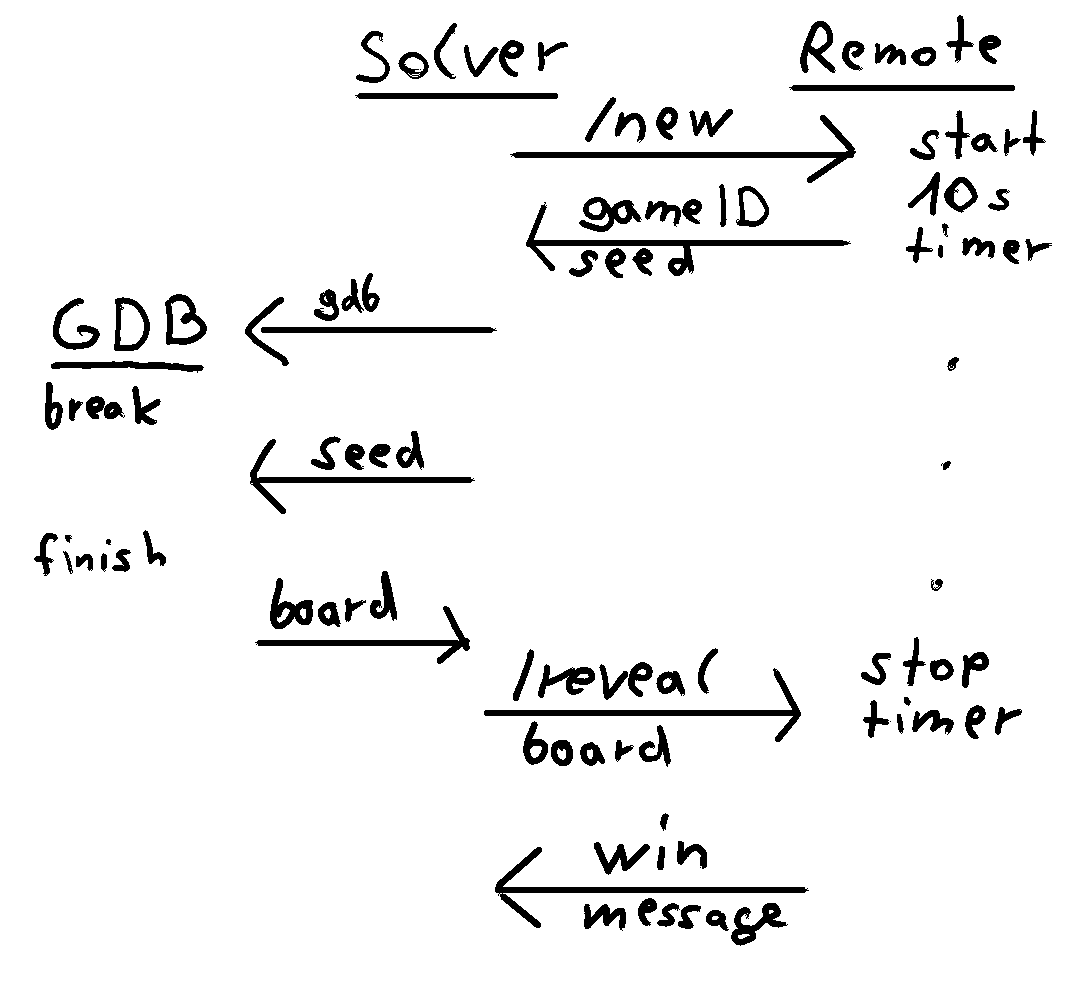 Solver
Remote
/new
start
10s
timer
gameID
seed
gdb
GDB
break
seed
finish
board
/reveal
board
stop
timer
win
message